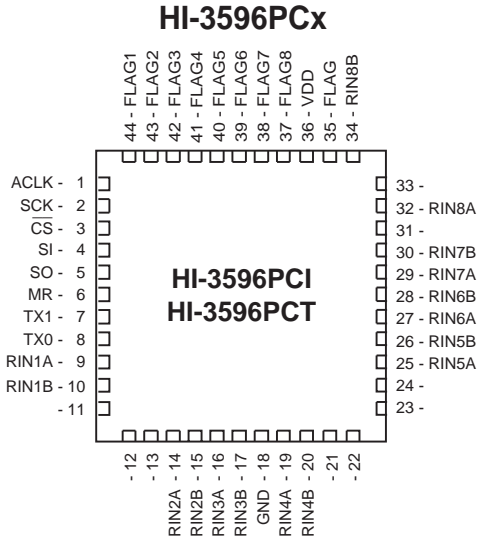 HI-3596PCx
44 - FLAG1
43 - FLAG2
42 - FLAG3
41 - FLAG4
40 - FLAG5
39 - FLAG6
38 - FLAG7
37 - FLAG8
36 - VDD
35 - FLAG
34 - RIN8B
ACLK - 1
SCK - 2
CS - 3
SI - 4
SO - 5
MR - 6
TX1 - 7
TX0 - 8
RIN1A - 9
RIN1B - 10
- 11
HI-3596PCI
HI-3596PCT
33 -
32 - RIN8A
31 -
30 - RIN7B
29 - RIN7A
28 - RIN6B
27 - RIN6A
26 - RIN5B
25 - RIN5A
24 -
23 -
- 12
- 13
RIN2A - 14
RIN2B - 15
RIN3A - 16
RIN3B - 17
GND - 18
RIN4A - 19
RIN4B - 20
- 21
- 22